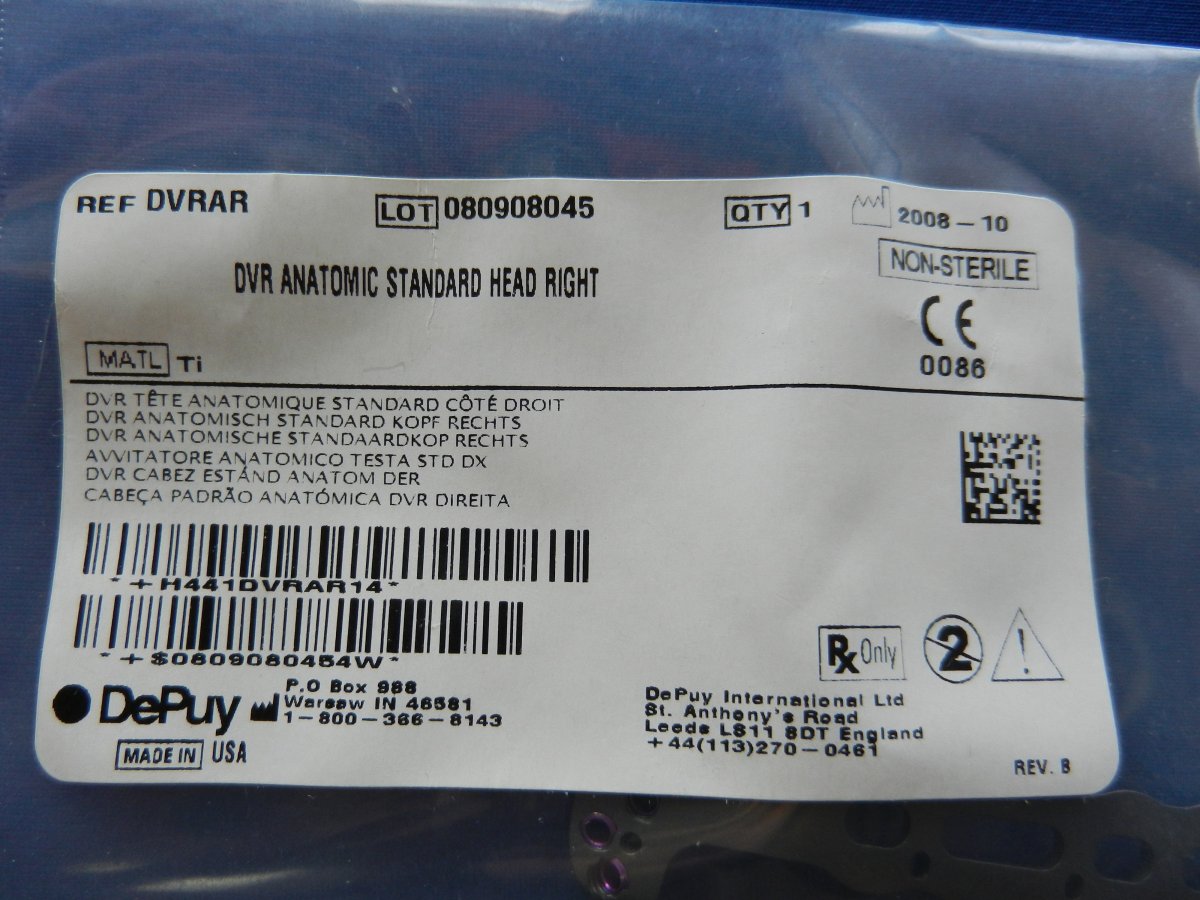 REF DVRAR LOT 080908045 QTY 1 2008-10
NON-STERILE
DVR ANATOMIC STANDARD HEAD RIGHT
CE
0086
MATL Ti
DVR TÊTE ANATOMIQUE STANDARD CÔTÉ DROIT
DVR ANATOMISCH STANDARD KOPF RECHTS
DVR ANATOMISCHE STANDAARDKOP RECHTS
AVVITATORE ANATOMICO TESTA STD DX
DVR CABEZ ESTÁND ANATOM DER
CABEÇA PADRÃO ANATÓMICA DVR DIREITA
*+H441DVRAR14*
*+$0809080454W*
Rx Only 2 !
DePuy
P.O Box 988
Warsaw IN 46581
1-800-366-8143
MADE IN USA
DePuy International Ltd
St. Anthony's Road
Leeds LS11 8DT England
+44(113)270-0461
REV. B